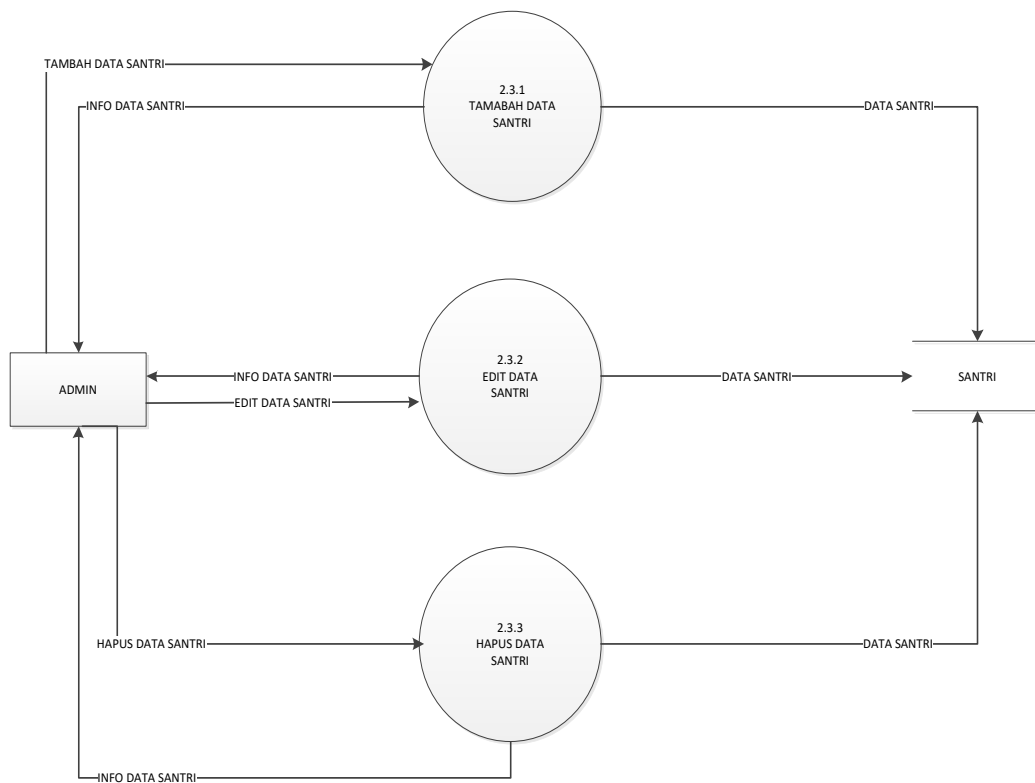 TAMBAH DATA SANTRI
INFO DATA SANTRI
2.3.1
TAMABAH DATA
SANTRI
DATA SANTRI
ADMIN
INFO DATA SANTRI
EDIT DATA SANTRI
2.3.2
EDIT DATA
SANTRI
DATA SANTRI
SANTRI
HAPUS DATA SANTRI
2.3.3
HAPUS DATA
SANTRI
DATA SANTRI
INFO DATA SANTRI